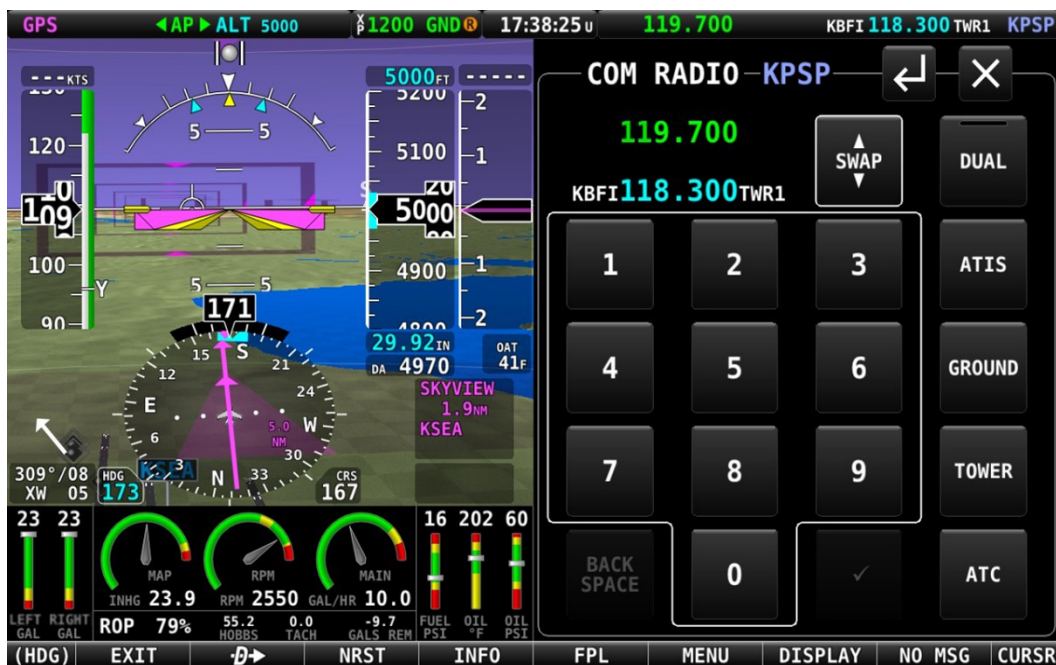 GPS ◀AP▶ ALT 5000 XP 1200 GND R 17:38:25 U 119.700 KBFI 118.300 TWR1 KPSP
---KTS
120
109
100
Y
90
5 5
5 5
5000FT -----
5200
5100
5000
20
4900
2
1
1
2
S
171
29.92IN
DA 4970
OAT
41F
SKYVIEW
1.9NM
KSEA
12 15 S 21 24
E W
6 3 N 33 30
5.0
NM
KSEA
309°/08
XW 05
HDG
173
CRS
167
23 23
LEFT GAL
RIGHT GAL
MAP
INHG 23.9
RPM
RPM 2550
MAIN
GAL/HR 10.0
ROP 79%
55.2
HOBBS
0.0
TACH
-9.7
GALS REM
16 202 60
FUEL PSI
OIL °F
OIL PSI
COM RADIO KPSP
119.700
KBFI 118.300 TWR1
SWAP
DUAL
1 2 3 ATIS
4 5 6 GROUND
7 8 9 TOWER
BACK
SPACE
0 ✓ ATC
(HDG) EXIT D NRST INFO FPL MENU DISPLAY NO MSG CURSR